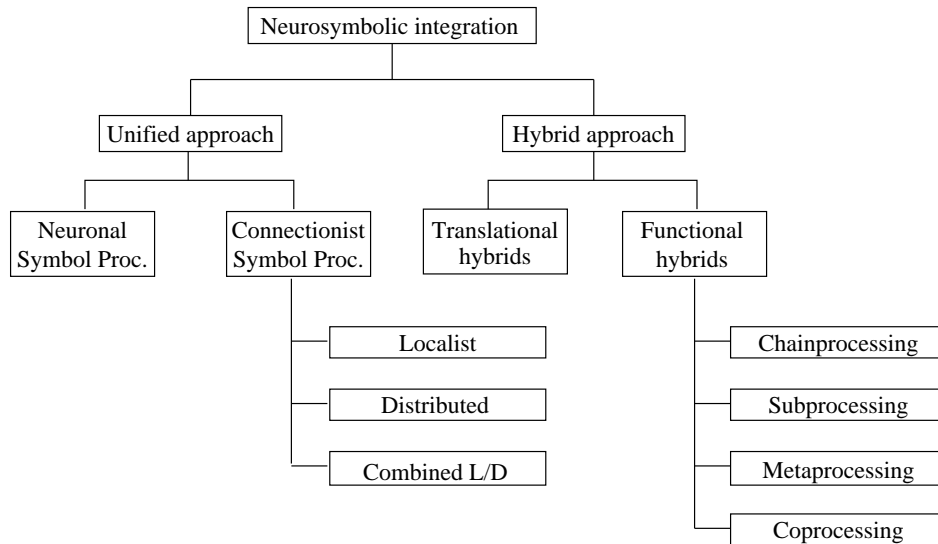 Neurosymbolic integration
Unified approach
Hybrid approach
Neuronal
Symbol Proc.
Connectionist
Symbol Proc.
Translational
hybrids
Functional
hybrids
Localist
Distributed
Combined L/D
Chainprocessing
Subprocessing
Metaprocessing
Coprocessing